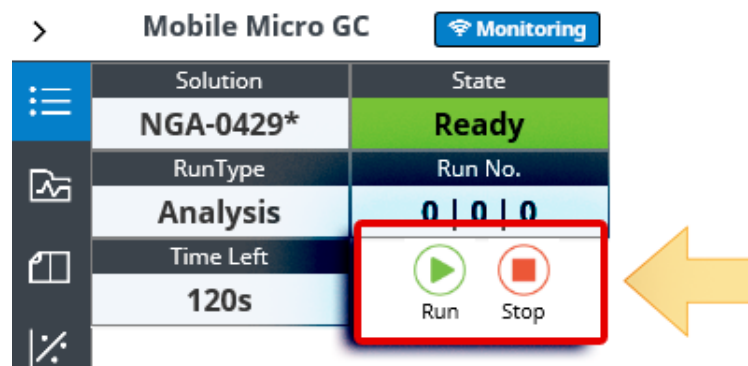 Mobile Micro GC
Monitoring
Solution
State
NGA-0429*
Ready
RunType
Run No.
Analysis
0 | 0 | 0
Time Left
120s
Run
Stop